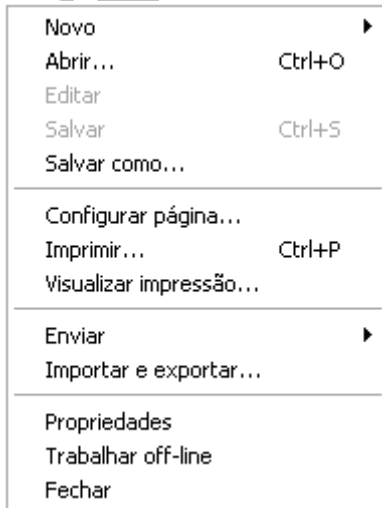 Novo
Abrir... Ctrl+O
Editar
Salvar Ctrl+S
Salvar como...
Configurar página...
Imprimir... Ctrl+P
Visualizar impressão...
Enviar
Importar e exportar...
Propriedades
Trabalhar off-line
Fechar